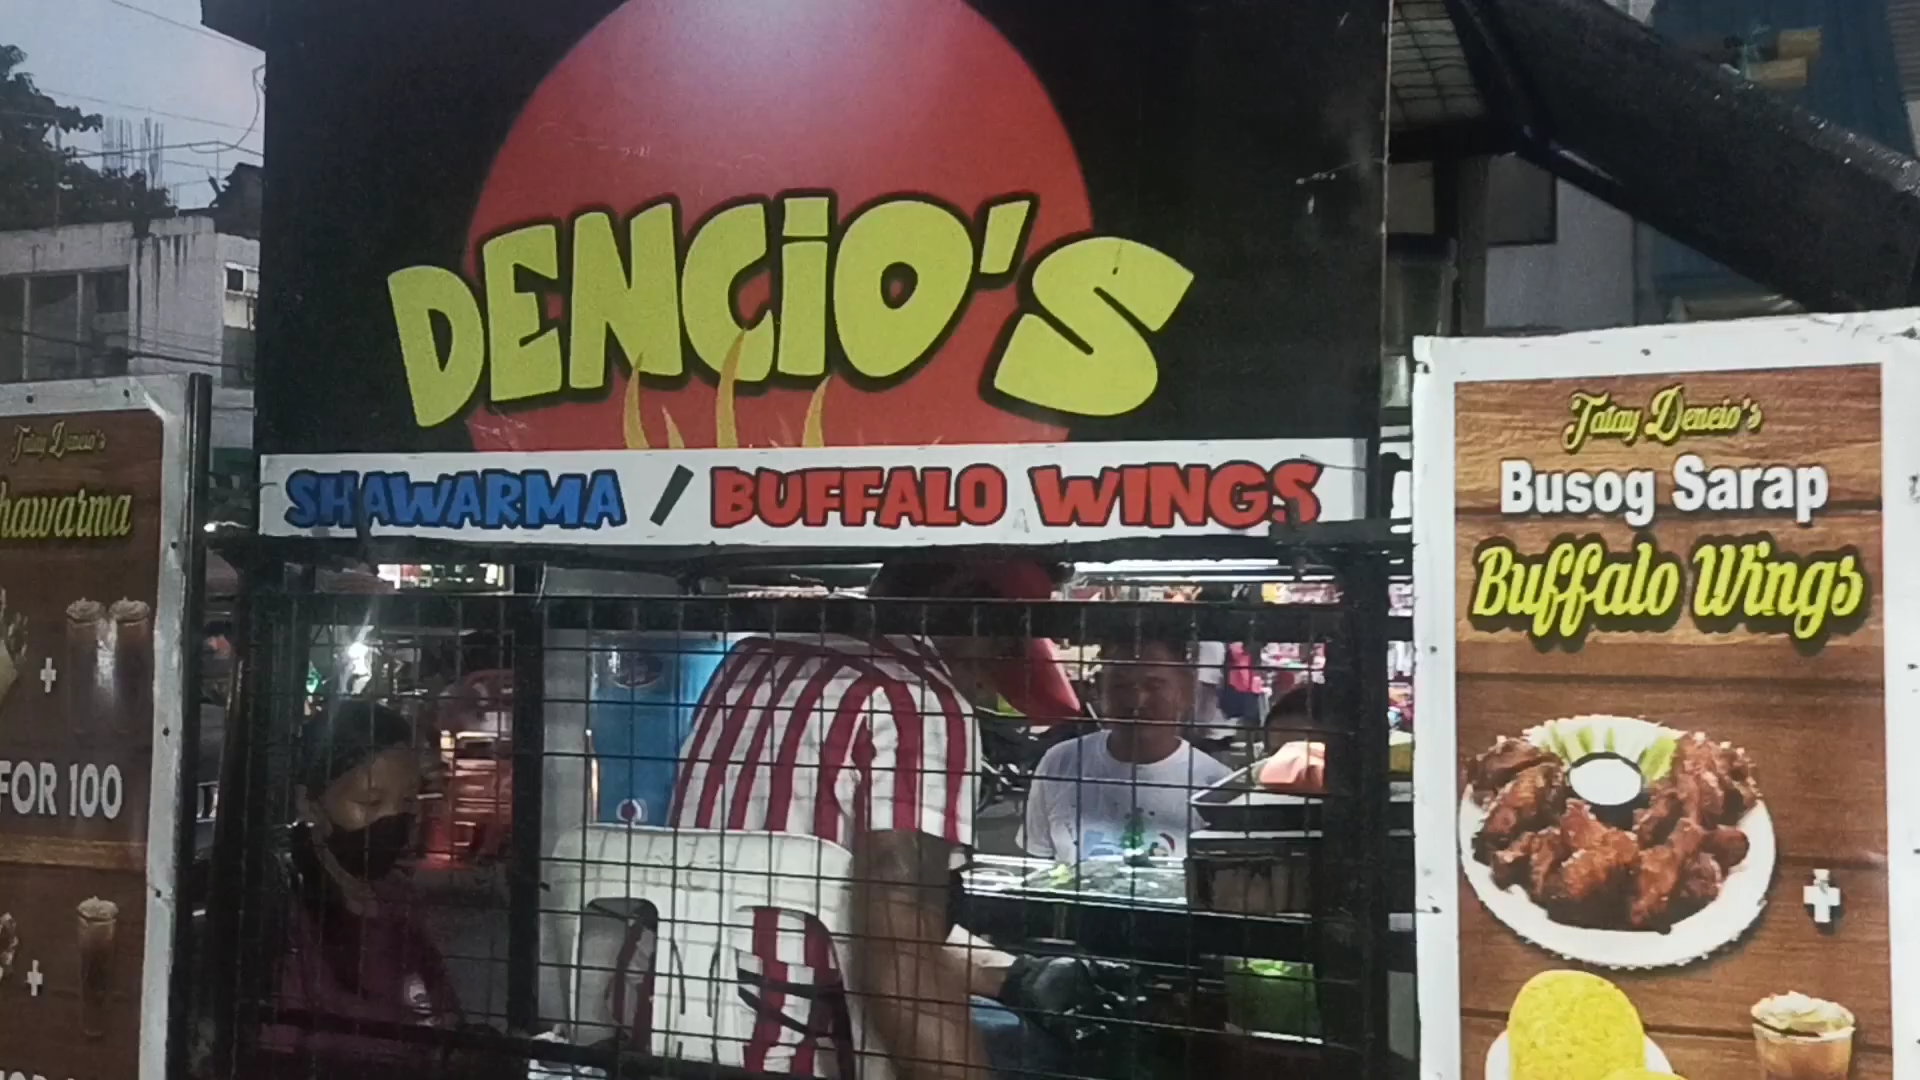 DENCiO'S
SHAWARMA / BUFFALO WINGS
Tatay Dencio's
hawarma
+
FOR 100
+
Tatay Dencio's
Busog Sarap
Buffalo Wings
+